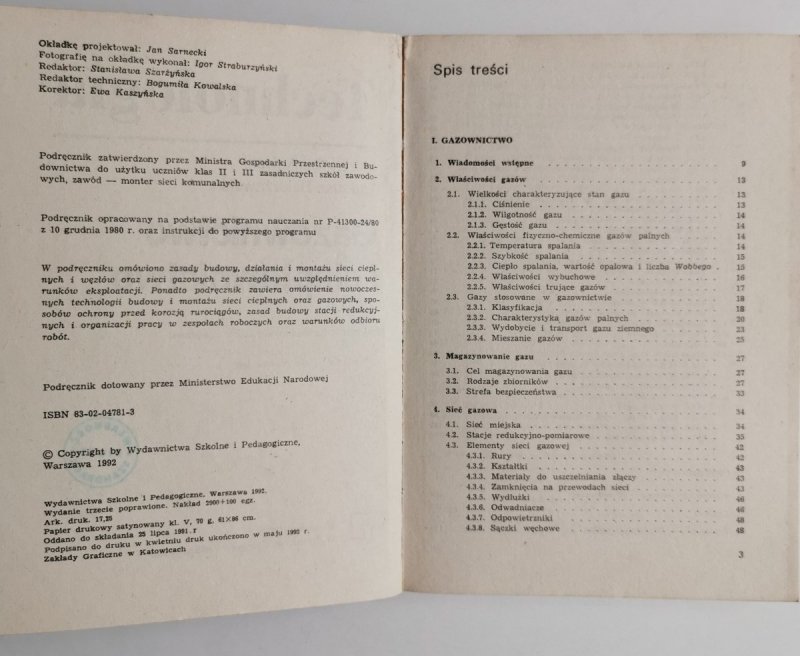 Okładkę projektował: Jan Sarnecki
Fotografię na okładkę wykonał: Igor Straburzyński
Redaktor: Stanisława Szarżyńska
Redaktor techniczny: Bogumiła Kowalska
Korektor: Ewa Kaszyńska
Podręcznik zatwierdzony przez Ministra Gospodarki Przestrzennej i Bu-
downictwa do użytku uczniów klas II i III zasadniczych szkół zawodo-
wych, zawód — monter sieci komunalnych.
Podręcznik opracowany na podstawie programu nauczania nr P-41300-24/80
z 10 grudnia 1980 r. oraz instrukcji do powyższego programu
W podręczniku omówiono zasady budowy, działania i montażu sieci ciepl-
nych i węzłów oraz sieci gazowych ze szczególnym uwzględnieniem wa-
runków eksploatacji. Ponadto podręcznik zawiera omówienie nowoczes-
nych technologii budowy i montażu sieci cieplnych oraz gazowych, spo-
sobów ochrony przed korozją rurociągów, zasad budowy stacji redukcyj-
nych i organizacji pracy w zespołach roboczych oraz warunków odbioru
robót.
Podręcznik dotowany przez Ministerstwo Edukacji Narodowej
ISBN 83-02-04781-3
© Copyright by Wydawnictwa Szkolne i Pedagogiczne,
Warszawa 1992
Wydawnictwa Szkolne i Pedagogiczne, Warszawa 1992.
Wydanie trzecie poprawione. Nakład 2900+100 egz.
Ark. druk. 17,25
Papier drukowy satynowany kl. V, 70 g, 61×86 cm.
Oddano do składania 25 lipca 1991 r
Podpisano do druku w kwietniu druk ukończono w maju 1992 r.
Zakłady Graficzne w Katowicach
Spis treści
I. GAZOWNICTWO
1. Wiadomości wstępne 9
2. Właściwości gazów 13
2.1. Wielkości charakteryzujące stan gazu 13
2.1.1. Ciśnienie 13
2.1.2. Wilgotność gazu 14
2.1.3. Gęstość gazu 14
2.2. Właściwości fizyczno-chemiczne gazów palnych 14
2.2.1. Temperatura spalania 14
2.2.2. Szybkość spalania 15
2.2.3. Ciepło spalania, wartość opałowa i liczba Wobbego 15
2.2.4. Właściwości wybuchowe 16
2.2.5. Właściwości trujące gazów 17
2.3. Gazy stosowane w gazownictwie 18
2.3.1. Klasyfikacja 18
2.3.2. Charakterystyka gazów palnych 20
2.3.3. Wydobycie i transport gazu ziemnego 23
2.3.4. Mieszanie gazów 25
3. Magazynowanie gazu 27
3.1. Cel magazynowania gazu 27
3.2. Rodzaje zbiorników 27
3.3. Strefa bezpieczeństwa 33
4. Sieć gazowa 34
4.1. Sieć miejska 34
4.2. Stacje redukcyjno-pomiarowe 35
4.3. Elementy sieci gazowej 42
4.3.1. Rury 42
4.3.2. Kształtki 43
4.3.3. Materiały do uszczelniania złączy 43
4.3.4. Zamknięcia na przewodach sieci 43
4.3.5. Wydłużki 46
4.3.6. Odwadniacze 46
4.3.7. Odpowietrzniki 48
4.3.8. Sączki węchowe 48
3